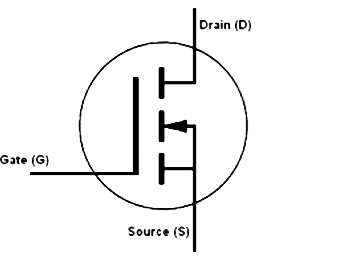 Drain (D)
Gate (G)
Source (S)